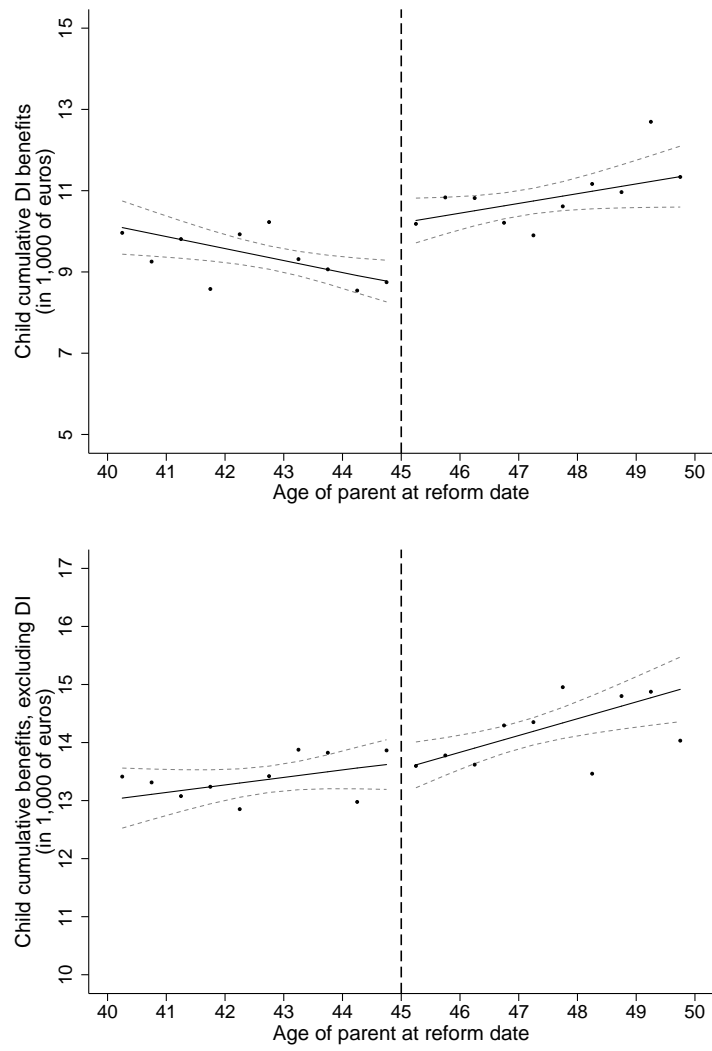 Child cumulative DI benefits
(in 1,000 of euros)
15
13
11
9
7
5
40 41 42 43 44 45 46 47 48 49 50
Age of parent at reform date
Child cumulative benefits, excluding DI
(in 1,000 of euros)
17
16
15
14
13
12
11
10
40 41 42 43 44 45 46 47 48 49 50
Age of parent at reform date